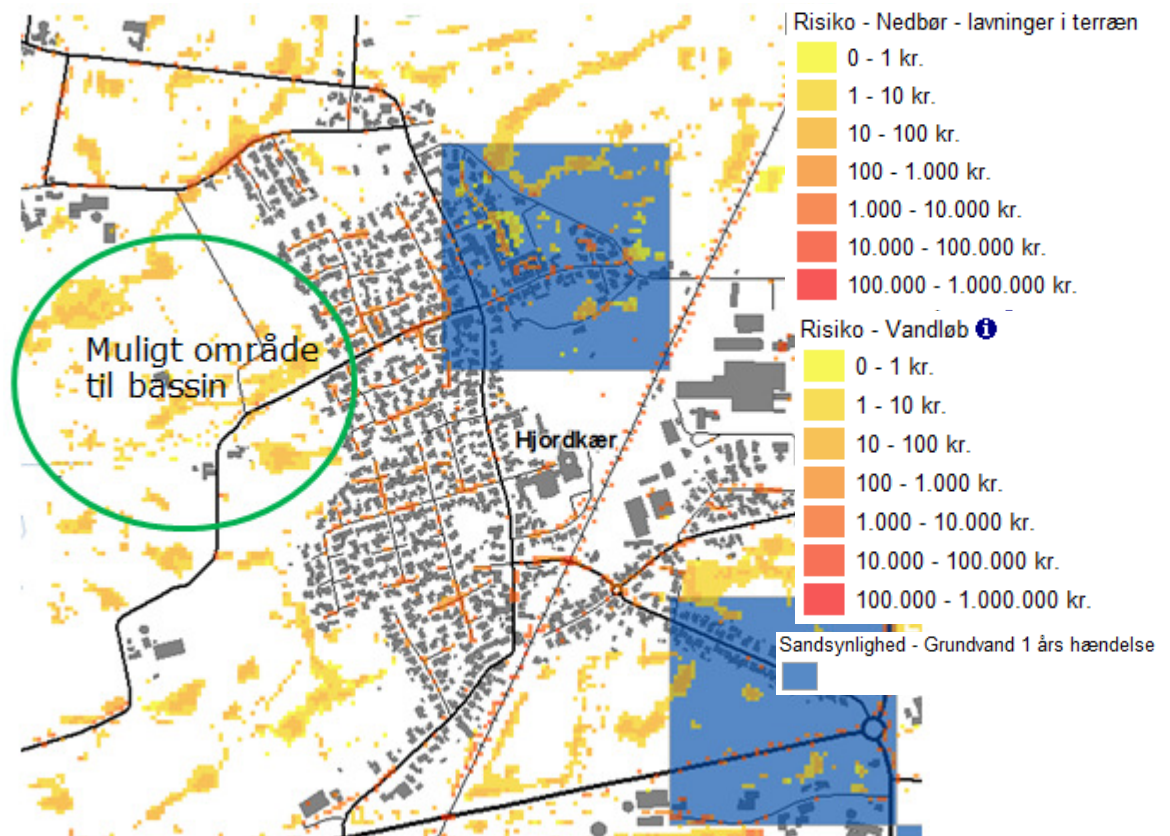 Risiko - Nedbør - lavninger i terræn
0 - 1 kr.
1 - 10 kr.
10 - 100 kr.
100 - 1.000 kr.
1.000 - 10.000 kr.
10.000 - 100.000 kr.
100.000 - 1.000.000 kr.
Risiko - Vandløb i
0 - 1 kr.
1 - 10 kr.
10 - 100 kr.
100 - 1.000 kr.
1.000 - 10.000 kr.
10.000 - 100.000 kr.
100.000 - 1.000.000 kr.
Sandsynlighed - Grundvand 1 års hændelse
Muligt område
til bassin
Hjordkær